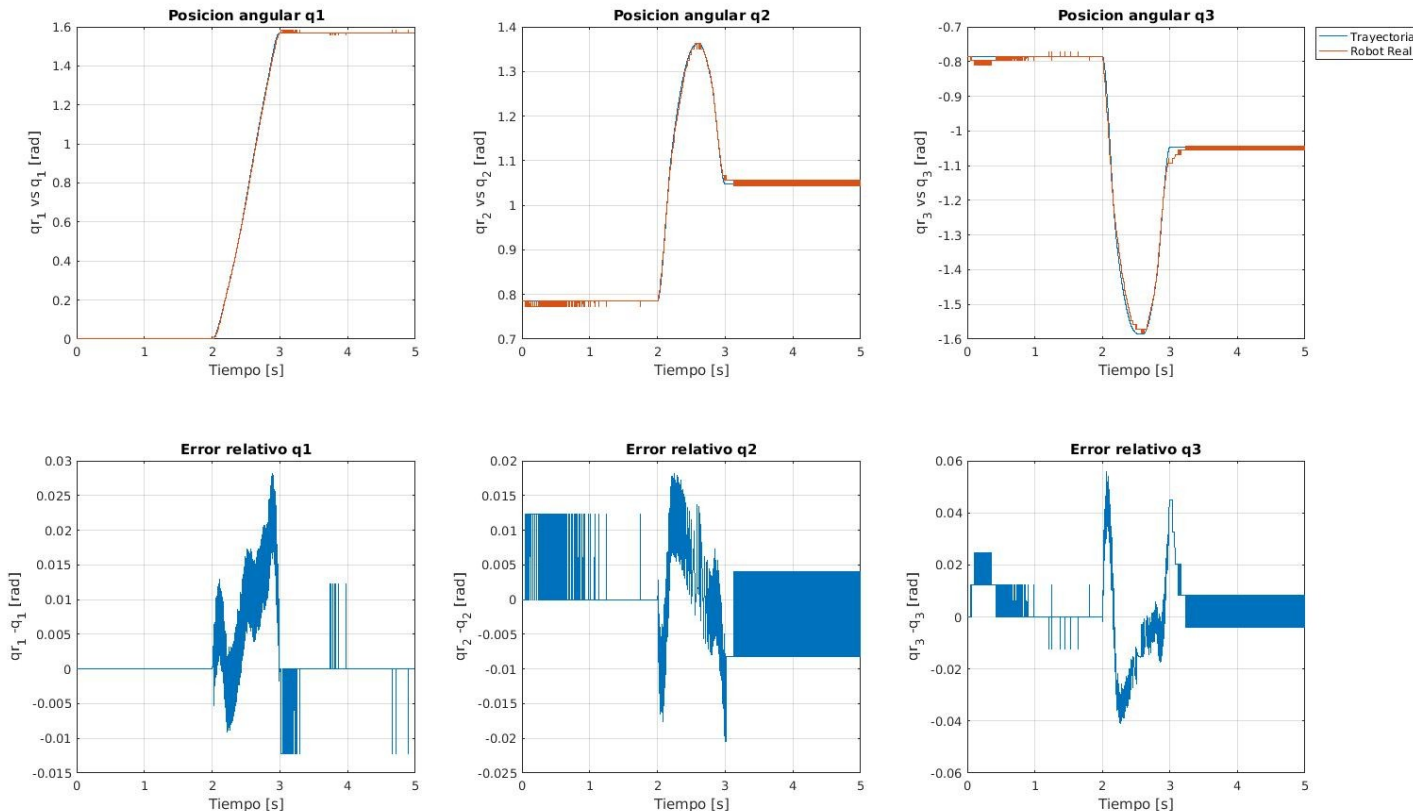 Posicion angular q1
qr1 vs q1 [rad]
1.6
1.4
1.2
1
0.8
0.6
0.4
0.2
0
0 1 2 3 4 5
Tiempo [s]
Posicion angular q2
qr2 vs q2 [rad]
1.4
1.3
1.2
1.1
1
0.9
0.8
0.7
0 1 2 3 4 5
Tiempo [s]
Posicion angular q3
qr3 vs q3 [rad]
-0.7
-0.8
-0.9
-1
-1.1
-1.2
-1.3
-1.4
-1.5
-1.6
0 1 2 3 4 5
Tiempo [s]
Trayectoria
Robot Real
Error relativo q1
qr1 -q1 [rad]
0.03
0.025
0.02
0.015
0.01
0.005
0
-0.005
-0.01
-0.015
0 1 2 3 4 5
Tiempo [s]
Error relativo q2
qr2 -q2 [rad]
0.02
0.015
0.01
0.005
0
-0.005
-0.01
-0.015
-0.02
-0.025
0 1 2 3 4 5
Tiempo [s]
Error relativo q3
qr3 -q3 [rad]
0.06
0.04
0.02
0
-0.02
-0.04
-0.06
0 1 2 3 4 5
Tiempo [s]